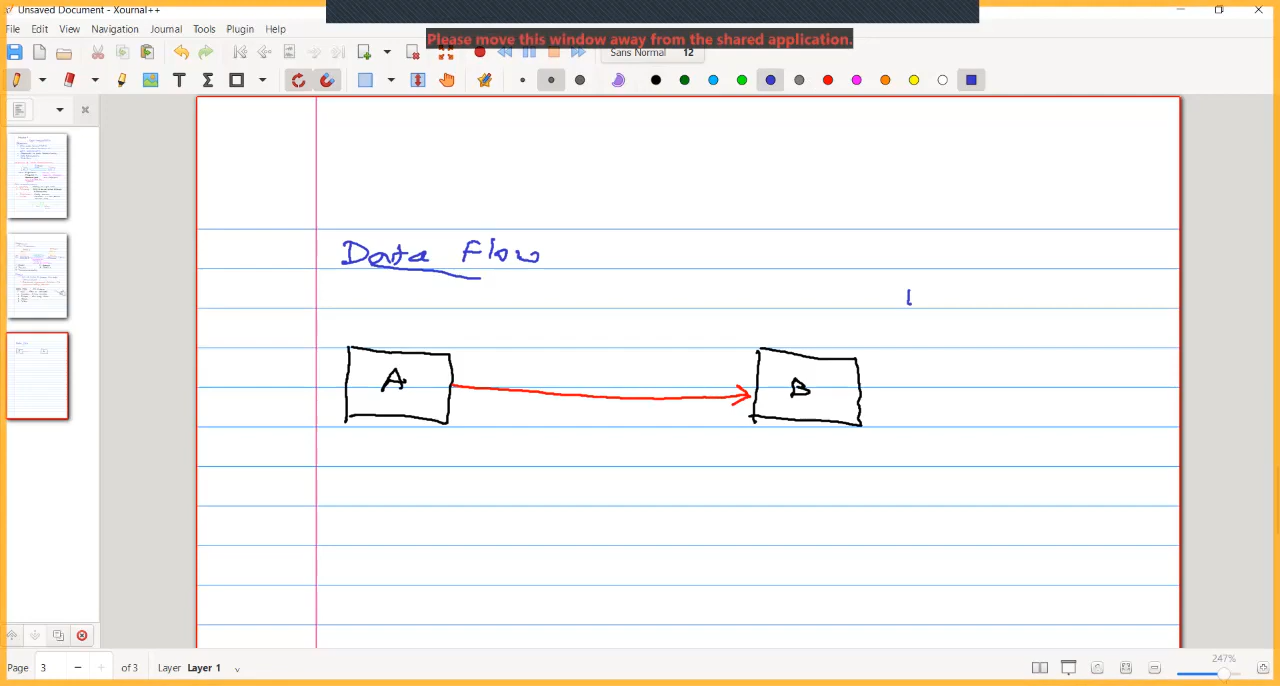 Unsaved Document - Xournal++
File Edit View Navigation Journal Tools Plugin Help
Please move this window away from the shared application.
Sans Normal 12
Data Flow
A
B
Page 3 of 3 Layer Layer 1
247%